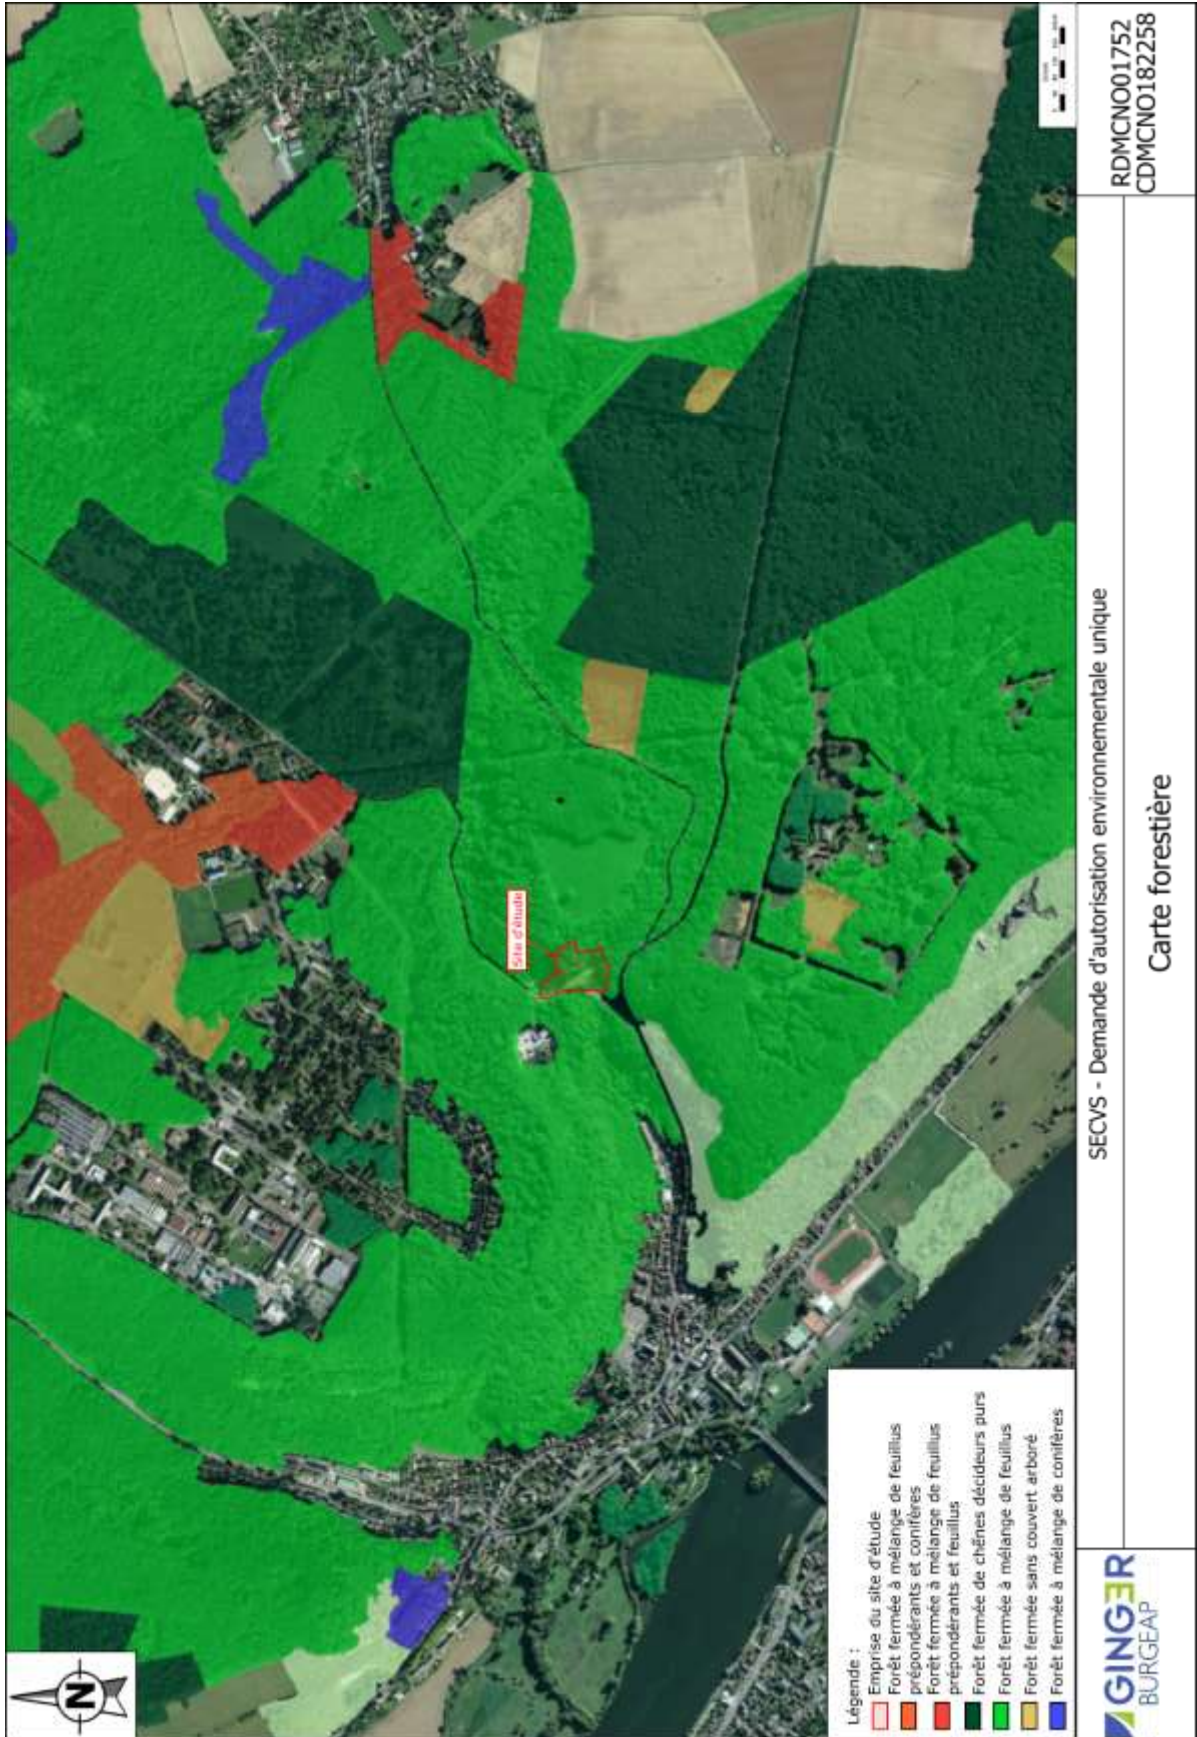 Site d'étude
N
Légende :
Emprise du site d'étude
Forêt fermée à mélange de feuillus
prépondérants et conifères
Forêt fermée à mélange de feuillus
prépondérants et feuillus
Forêt fermée de chênes décideurs purs
Forêt fermée à mélange de feuillus
Forêt fermée sans couvert arboré
Forêt fermée à mélange de conifères
GINGER
BURGEAP
SECVS - Demande d'autorisation environnementale unique
Carte forestière
RDMCNO01752
CDMCNO182258